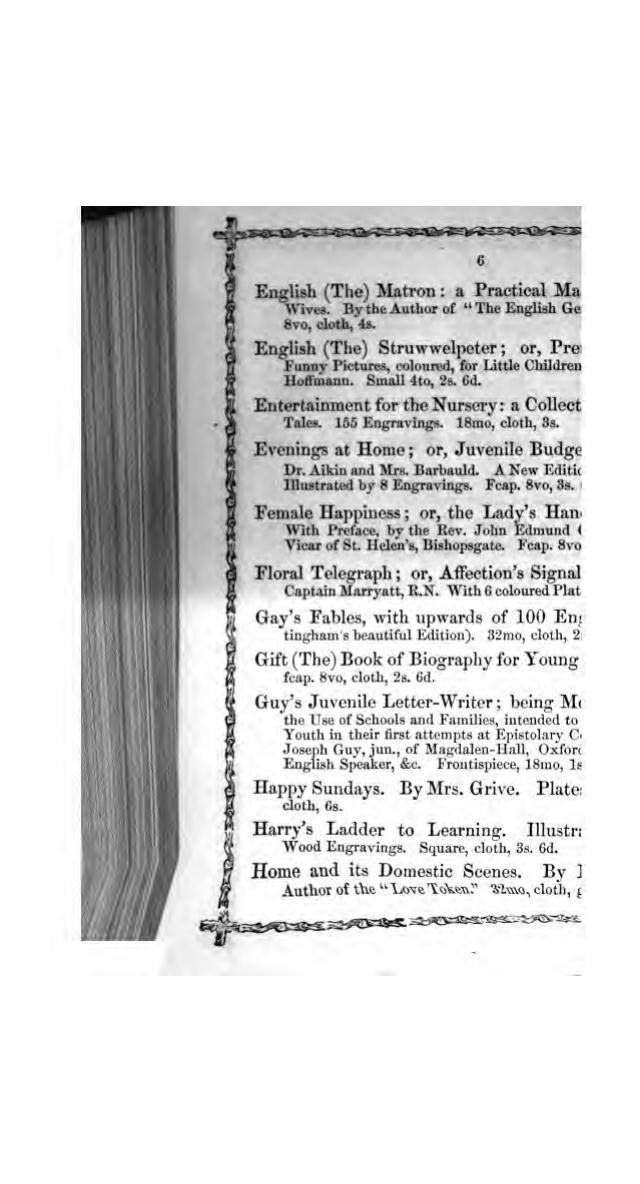 6
English (The) Matron: a Practical Ma
Wives. By the Author of "The English Ge
8vo, cloth, 4s.
English (The) Struwwelpeter; or, Pre
Funny Pictures, coloured, for Little Children
Hoffmann. Small 4to, 2s. 6d.
Entertainment for the Nursery: a Collect
Tales. 155 Engravings. 18mo, cloth, 3s.
Evenings at Home; or, Juvenile Budge
Dr. Aikin and Mrs. Barbauld. A New Editi
Illustrated by 8 Engravings. Fcap. 8vo, 3s.
Female Happiness; or, the Lady's Han
With Preface, by the Rev. John Edmund
Vicar of St. Helen's, Bishopsgate. Fcap. 8vo
Floral Telegraph; or, Affection's Signal
Captain Marryatt, R.N. With 6 coloured Plat
Gay's Fables, with upwards of 100 En
tingham's beautiful Edition). 32mo, cloth, 2
Gift (The) Book of Biography for Young
fcap. 8vo, cloth, 2s. 6d.
Guy's Juvenile Letter-Writer; being M
the Use of Schools and Families, intended to
Youth in their first attempts at Epistolary C
Joseph Guy, jun., of Magdalen-Hall, Oxford
English Speaker, &c. Frontispiece, 18mo, 1s
Happy Sundays. By Mrs. Grive. Plate
cloth, 6s.
Harry's Ladder to Learning. Illustr
Wood Engravings. Square, cloth, 3s. 6d.
Home and its Domestic Scenes. By
Author of the "Love Token." 32mo, cloth, g